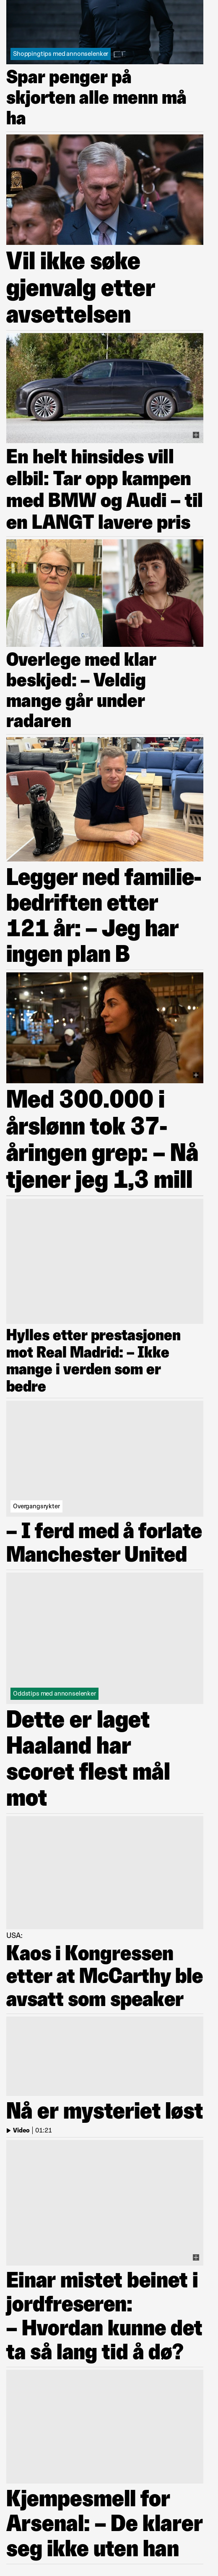 Shoppingtips med annonselenker
Spar penger på
skjorten alle menn må
ha
Vil ikke søke
gjenvalg etter
avsettelsen
En helt hinsides vill
elbil: Tar opp kampen
med BMW og Audi – til
en LANGT lavere pris
Overlege med klar
beskjed: – Veldig
mange går under
radaren
Legger ned familie-
bedriften etter
121 år: – Jeg har
ingen plan B
Med 300.000 i
årslønn tok 37-
åringen grep: – Nå
tjener jeg 1,3 mill
Hylles etter prestasjonen
mot Real Madrid: – Ikke
mange i verden som er
bedre
Overgangsrykter
– I ferd med å forlate
Manchester United
Oddstips med annonselenker
Dette er laget
Haaland har
scoret flest mål
mot
USA:
Kaos i Kongressen
etter at McCarthy ble
avsatt som speaker
Nå er mysteriet løst
Video | 01:21
Einar mistet beinet i
jordfreseren:
– Hvordan kunne det
ta så lang tid å dø?
Kjempesmell for
Arsenal: – De klarer
seg ikke uten han